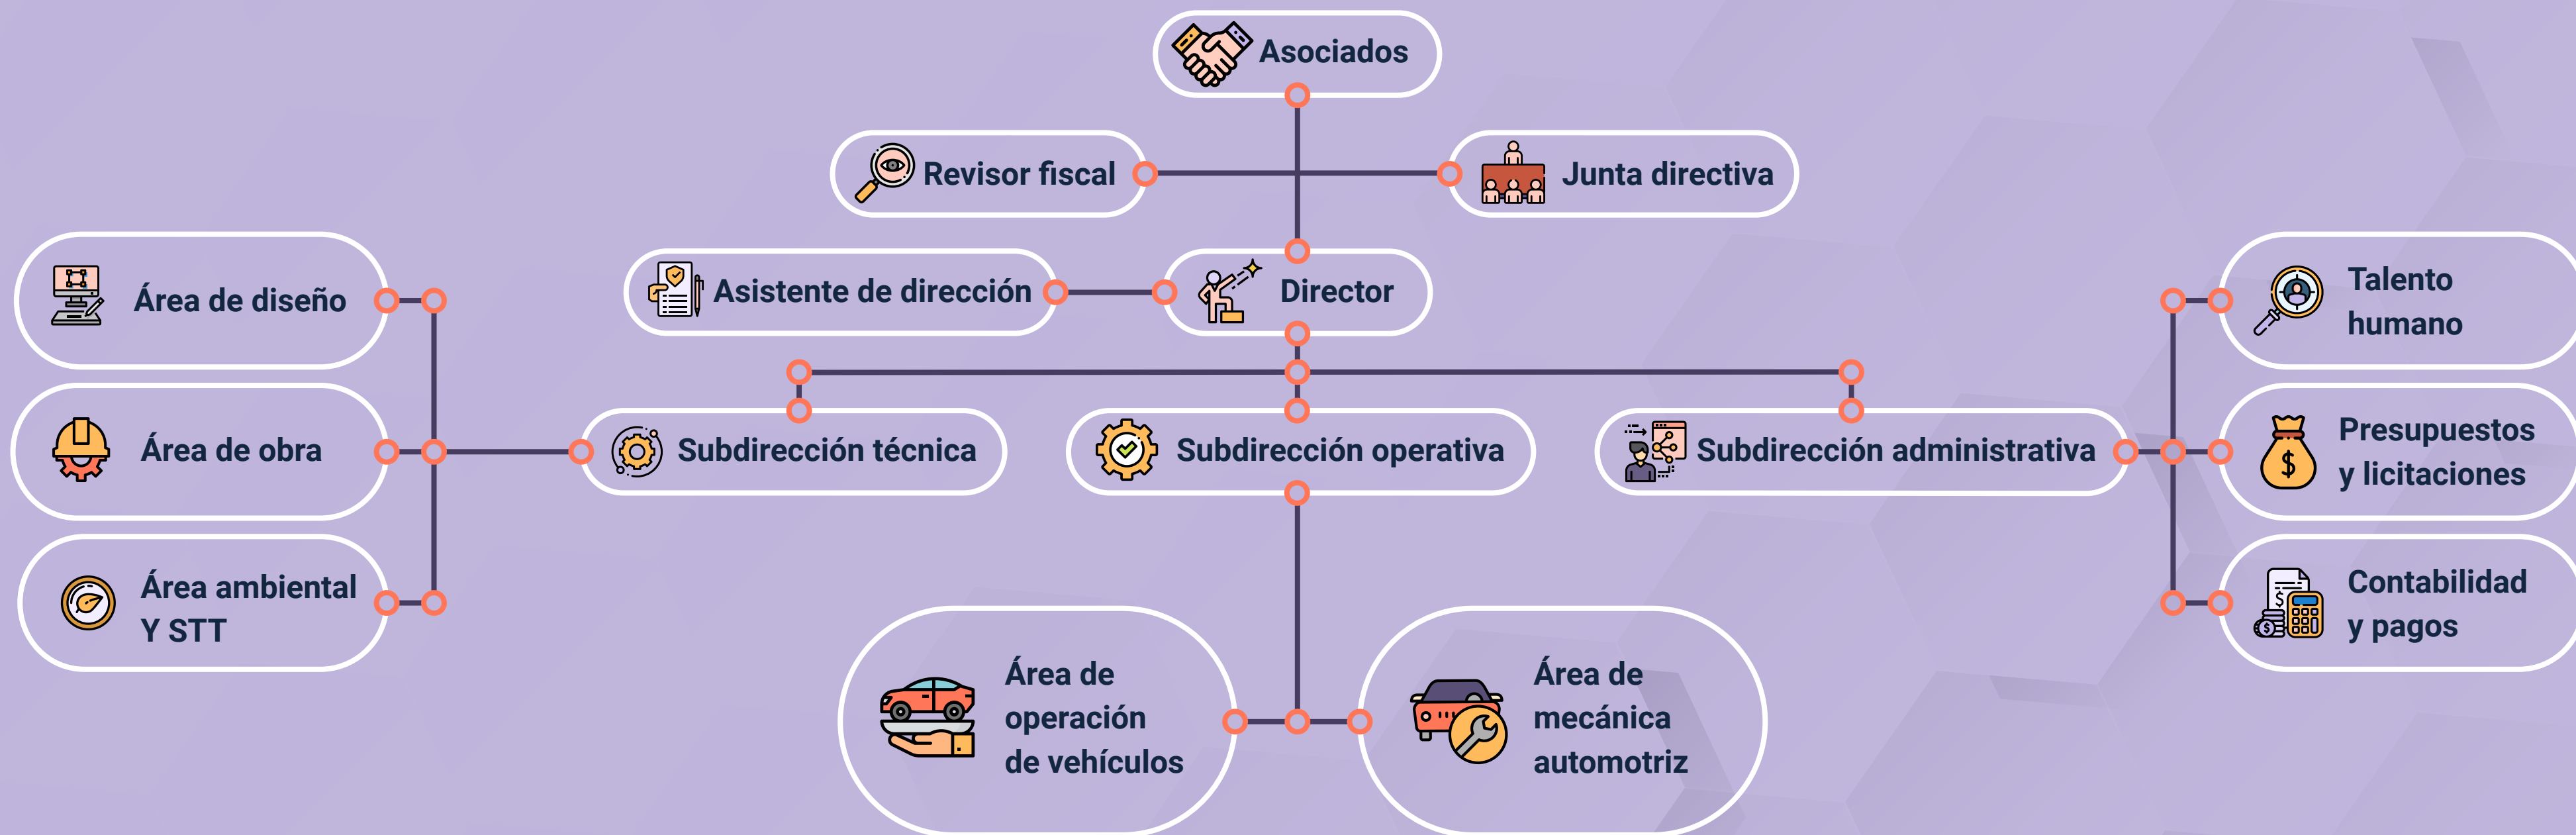 Asociados
Revisor fiscal
Junta directiva
Asistente de dirección
Director
Área de diseño
Área de obra
Área ambiental
Y STT
Subdirección técnica
Subdirección operativa
Subdirección administrativa
Talento
humano
Presupuestos
y licitaciones
Contabilidad
y pagos
Área de
operación
de vehículos
Área de
mecánica
automotriz